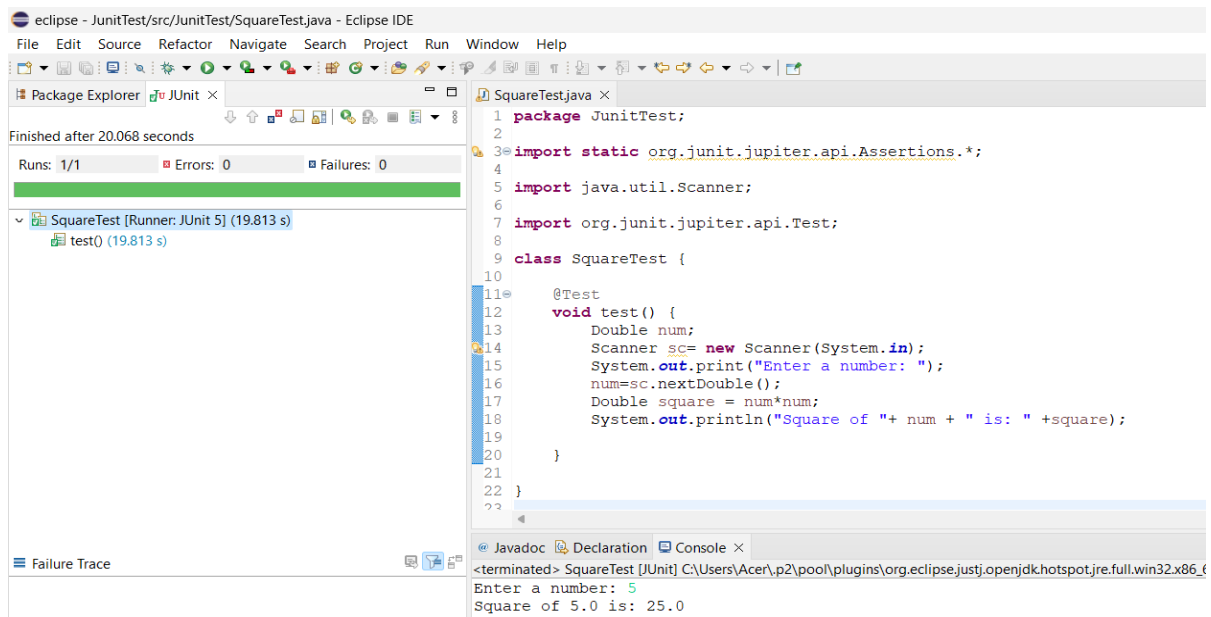 eclipse - JunitTest/src/JunitTest/SquareTest.java - Eclipse IDE
File Edit Source Refactor Navigate Search Project Run Window Help
Package Explorer JUnit
Finished after 20.068 seconds
Runs: 1/1 Errors: 0 Failures: 0
SquareTest [Runner: JUnit 5] (19.813 s)
test() (19.813 s)
Failure Trace
SquareTest.java
1 package JunitTest;
2
3 import static org.junit.jupiter.api.Assertions.*;
4
5 import java.util.Scanner;
6
7 import org.junit.jupiter.api.Test;
8
9 class SquareTest {
10
11 @Test
12 void test() {
13 Double num;
14 Scanner sc= new Scanner(System.in);
15 System.out.print("Enter a number: ");
16 num=sc.nextDouble();
17 Double square = num*num;
18 System.out.println("Square of "+ num + " is: " +square);
19
20 }
21
22 }
23
Javadoc Declaration Console
<terminated> SquareTest [JUnit] C:\Users\Acer\.p2\pool\plugins\org.eclipse.justj.openjdk.hotspot.jre.full.win32.x86_6
Enter a number: 5
Square of 5.0 is: 25.0